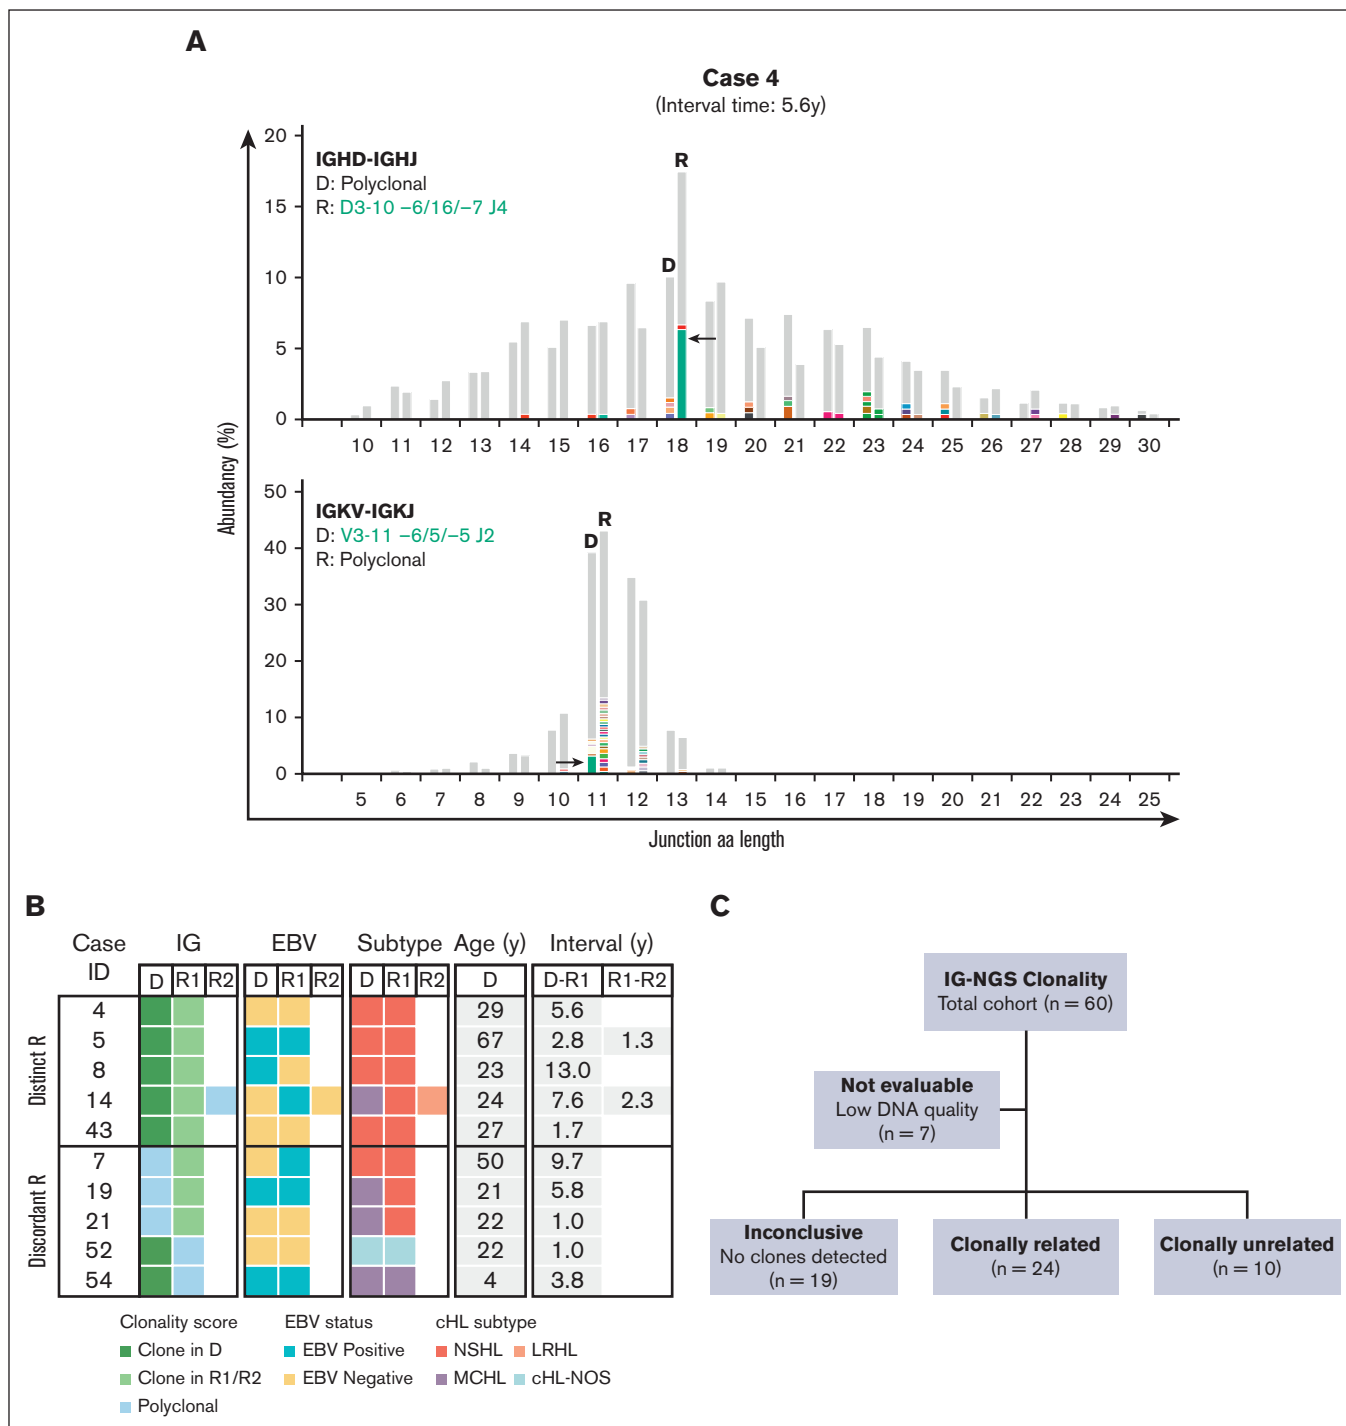 A
Case 4
(Interval time: 5.6y)
20
15
10
5
0
IGHD-IGHJ
D: Polyclonal
R: D3-10 –6/16/–7 J4
D
R
10 11 12 13 14 15 16 17 18 19 20 21 22 23 24 25 26 27 28 29 30
Abundancy (%)
50
40
30
20
10
0
IGKV-IGKJ
D: V3-11 –6/5/–5 J2
R: Polyclonal
D
R
5 6 7 8 9 10 11 12 13 14 15 16 17 18 19 20 21 22 23 24 25
Junction aa length
B
Case ID IG EBV Subtype Age (y) Interval (y)
D R1 R2 D R1 R2 D R1 R2 D D-R1 R1-R2
Distinct R
4 29 5.6
5 67 2.8 1.3
8 23 13.0
14 24 7.6 2.3
43 27 1.7
Discordant R
7 50 9.7
19 21 5.8
21 22 1.0
52 22 1.0
54 4 3.8
Clonality score
Clone in D
Clone in R1/R2
Polyclonal
EBV status
EBV Positive
EBV Negative
cHL subtype
NSHL LRHL
MCHL cHL-NOS
C
IG-NGS Clonality
Total cohort (n = 60)
Not evaluable
Low DNA quality
(n = 7)
Inconclusive
No clones detected
(n = 19)
Clonally related
(n = 24)
Clonally unrelated
(n = 10)